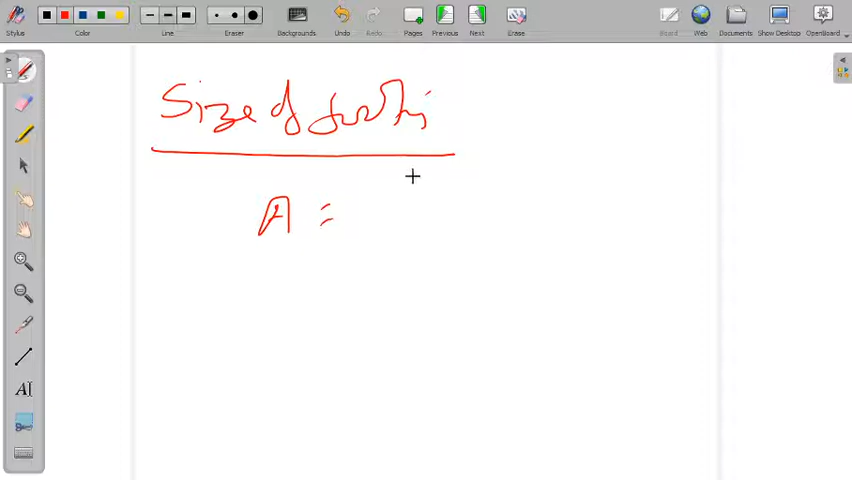 Stylus Color Line Eraser Backgrounds Undo Redo Pages Previous Next Erase Board Web Documents Show Desktop OpenBoard
Size of
A =